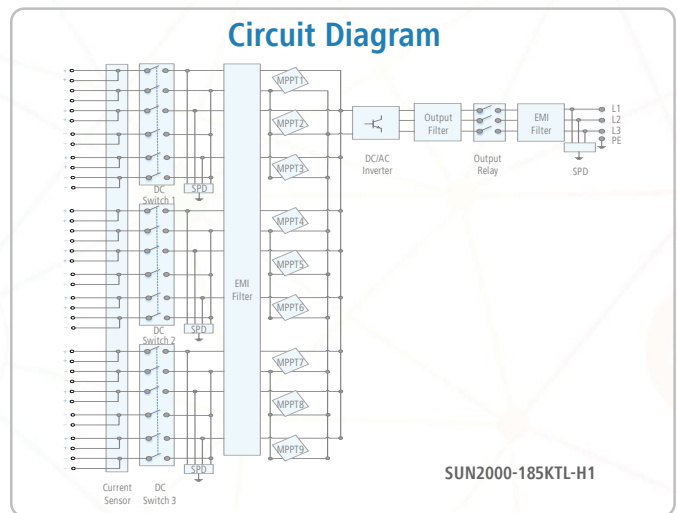 Circuit Diagram
MPPT1
MPPT2
MPPT3
DC
Switch 1
SPD
MPPT4
MPPT5
MPPT6
EMI
Filter
DC
Switch 2
SPD
MPPT7
MPPT8
MPPT9
SPD
Current
Sensor
DC
Switch 3
DC/AC
Inverter
Output
Filter
Output
Relay
EMI
Filter
L1
L2
L3
PE
SPD
SUN2000-185KTL-H1